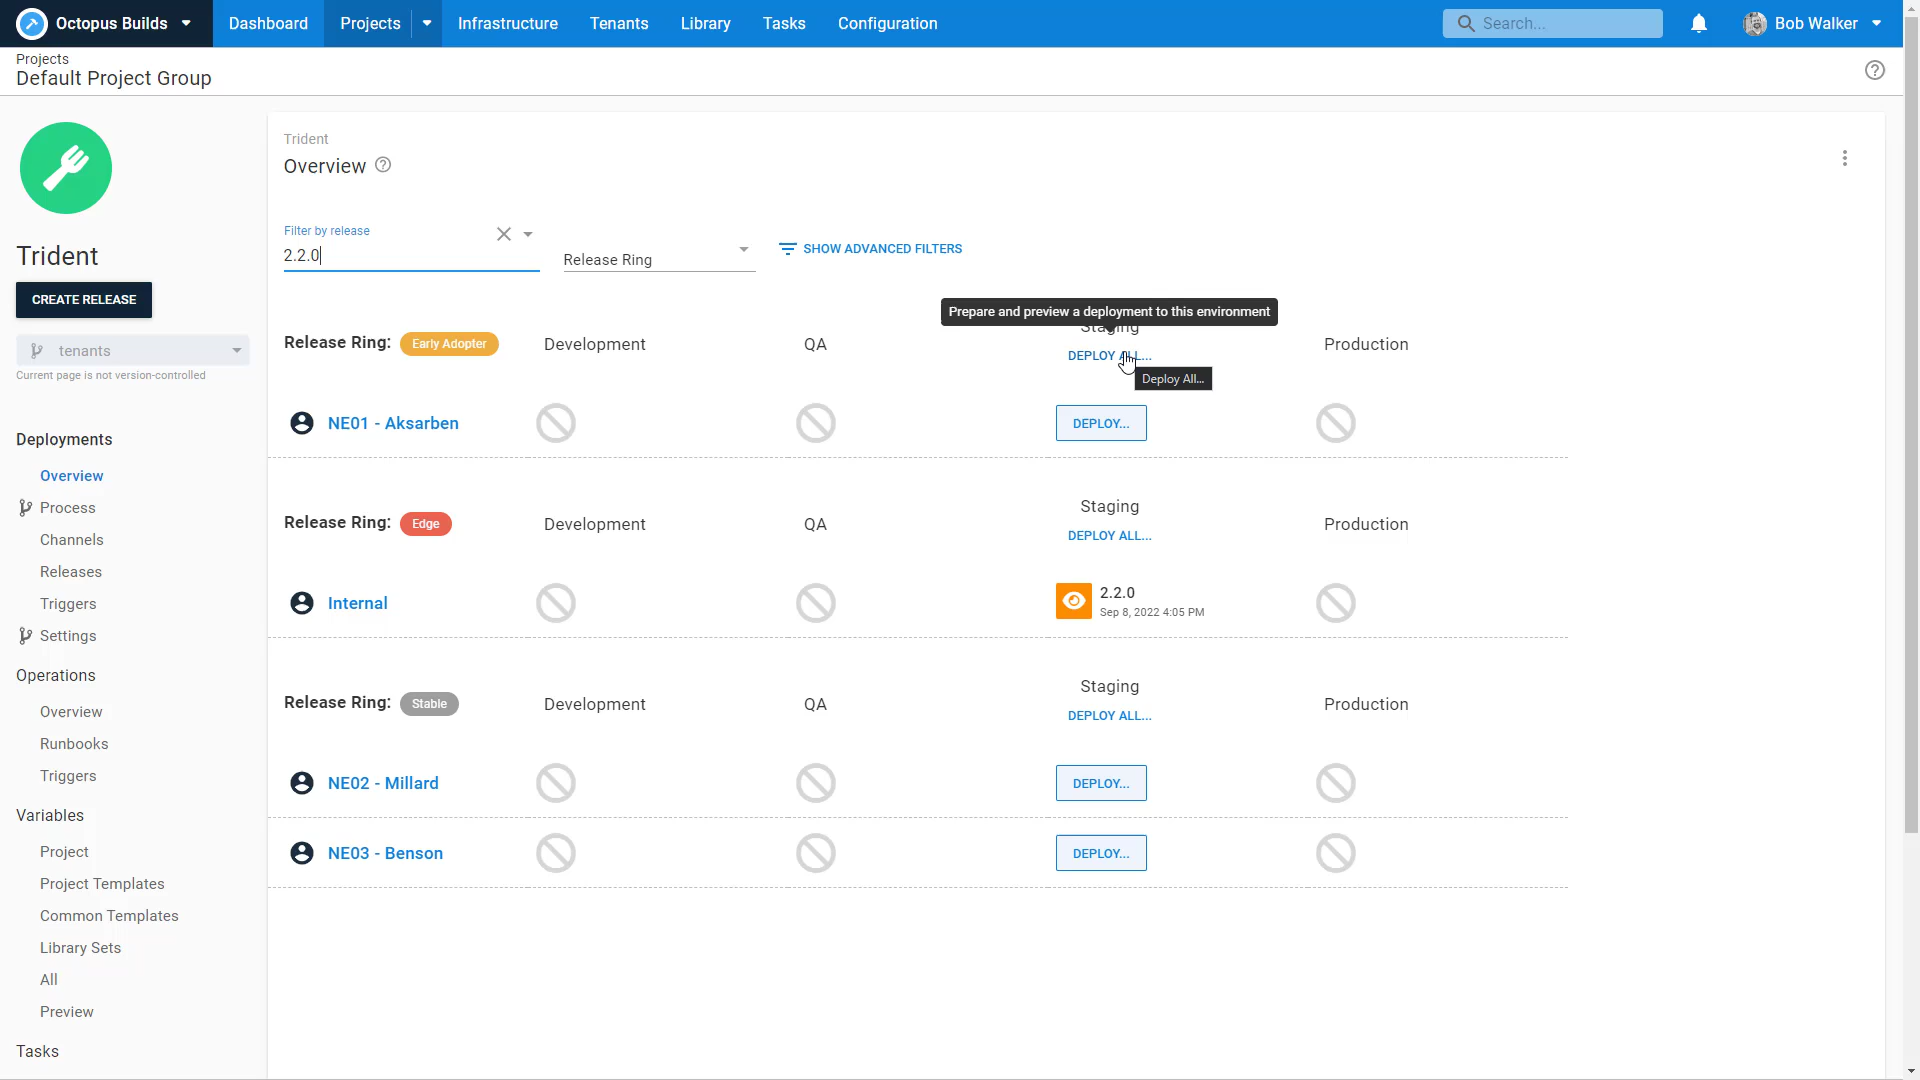 Octopus Builds
Dashboard
Projects
Infrastructure
Tenants
Library
Tasks
Configuration
Search...
Bob Walker
Projects
Default Project Group
Trident
CREATE RELEASE
tenants
Current page is not version-controlled
Deployments
Overview
Process
Channels
Releases
Triggers
Settings
Operations
Overview
Runbooks
Triggers
Variables
Project
Project Templates
Common Templates
Library Sets
All
Preview
Tasks
Trident
Overview
Filter by release
2.2.0
Release Ring
SHOW ADVANCED FILTERS
Prepare and preview a deployment to this environment
Release Ring: Early Adopter
Development
QA
Staging
DEPLOY ALL...
Deploy All...
Production
NE01 - Aksarben
DEPLOY...
Release Ring: Edge
Development
QA
Staging
DEPLOY ALL...
Production
Internal
2.2.0
Sep 8, 2022 4:05 PM
Release Ring: Stable
Development
QA
Staging
DEPLOY ALL...
Production
NE02 - Millard
DEPLOY...
NE03 - Benson
DEPLOY...